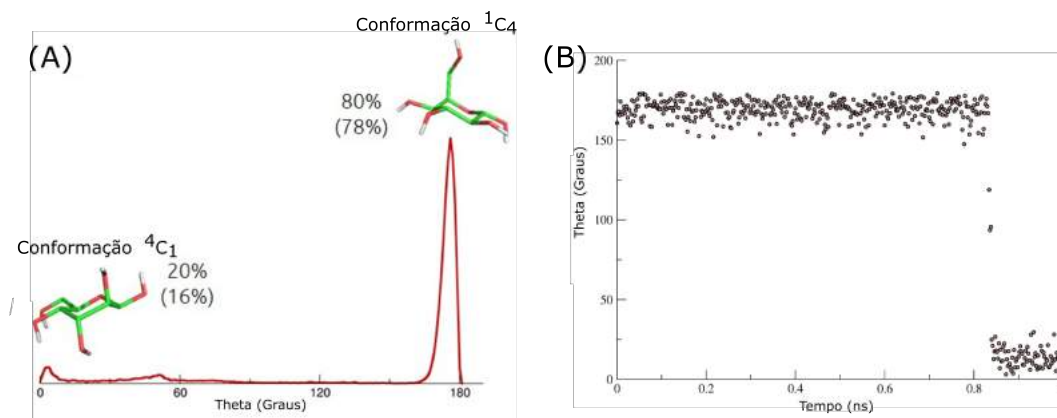 Conformação ¹C4
(A)
80%
(78%)
Conformação ⁴C₁
20%
(16%)
0
60
120
180
Theta (Graus)
(B)
200
150
100
50
0
Theta (Graus)
0
0.2
0.4
0.6
0.8
Tempo (ns)